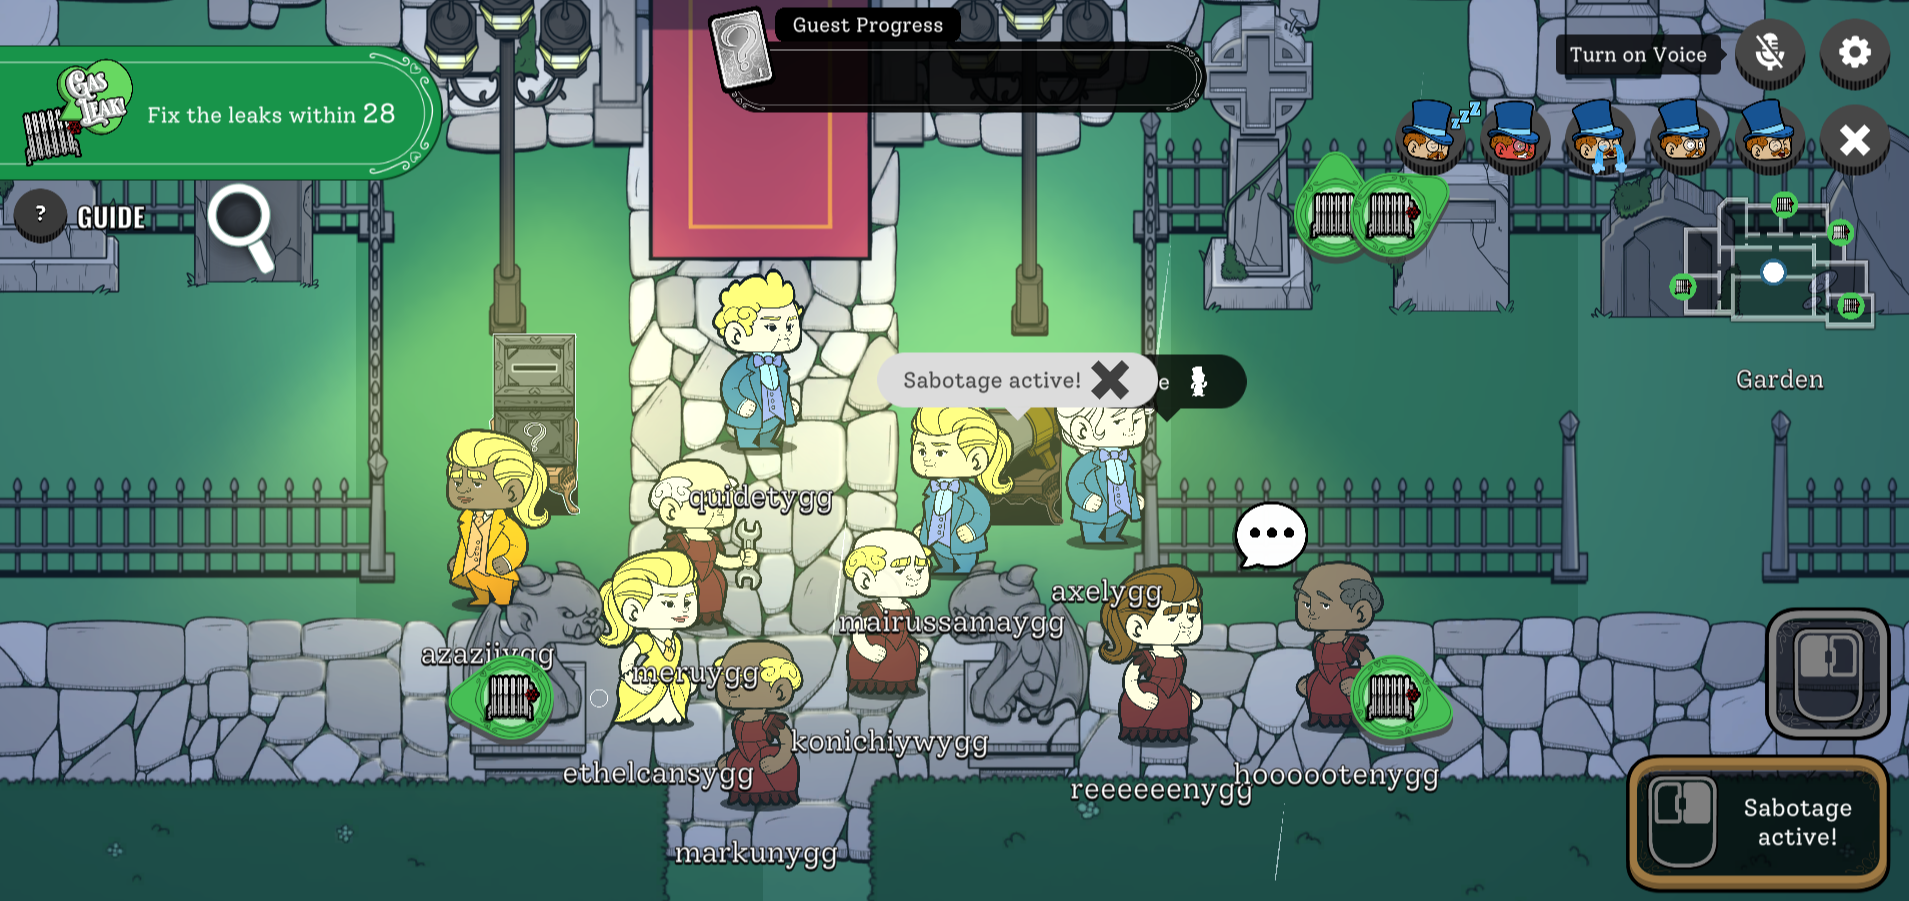 Guest Progress
Turn on Voice
GAS LEAK!
Fix the leaks within 28
zzz
?
GUIDE
Garden
Sabotage active!
e
?
quidetygg
axelygg
mairussamaygg
meruygg
konichiywygg
ethelcansygg
hoooootenygg
reeeeeenygg
Sabotage
active!
markunygg